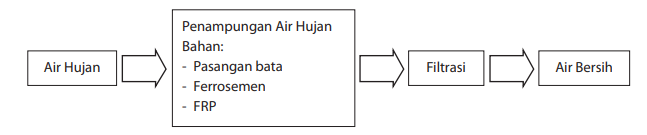 Air Hujan
Penampungan Air Hujan
Bahan:
- Pasangan bata
- Ferrosemen
- FRP
Filtrasi
Air Bersih